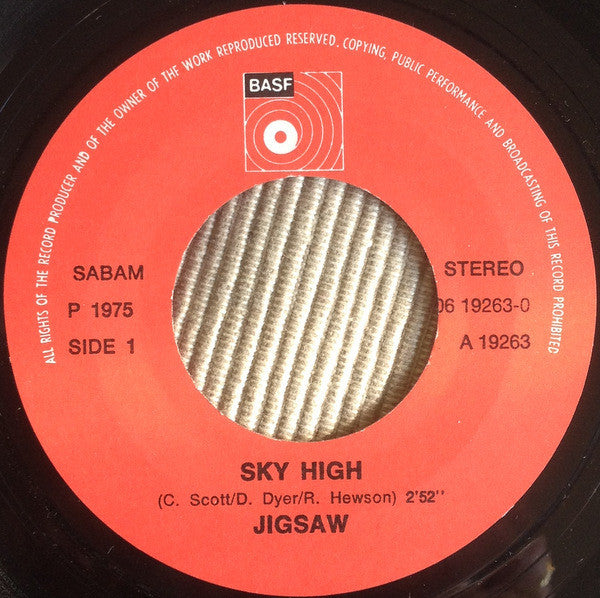 ALL RIGHTS OF THE RECORD PRODUCER AND OF THE OWNER OF THE WORK REPRODUCED RESERVED. COPYING, PUBLIC PERFORMANCE AND BROADCASTING OF THIS RECORD PROHIBITED
BASF
SABAM
STEREO
P 1975
06 19263-0
SIDE 1
A 19263
SKY HIGH
(C. Scott/D. Dyer/R. Hewson) 2'52''
JIGSAW